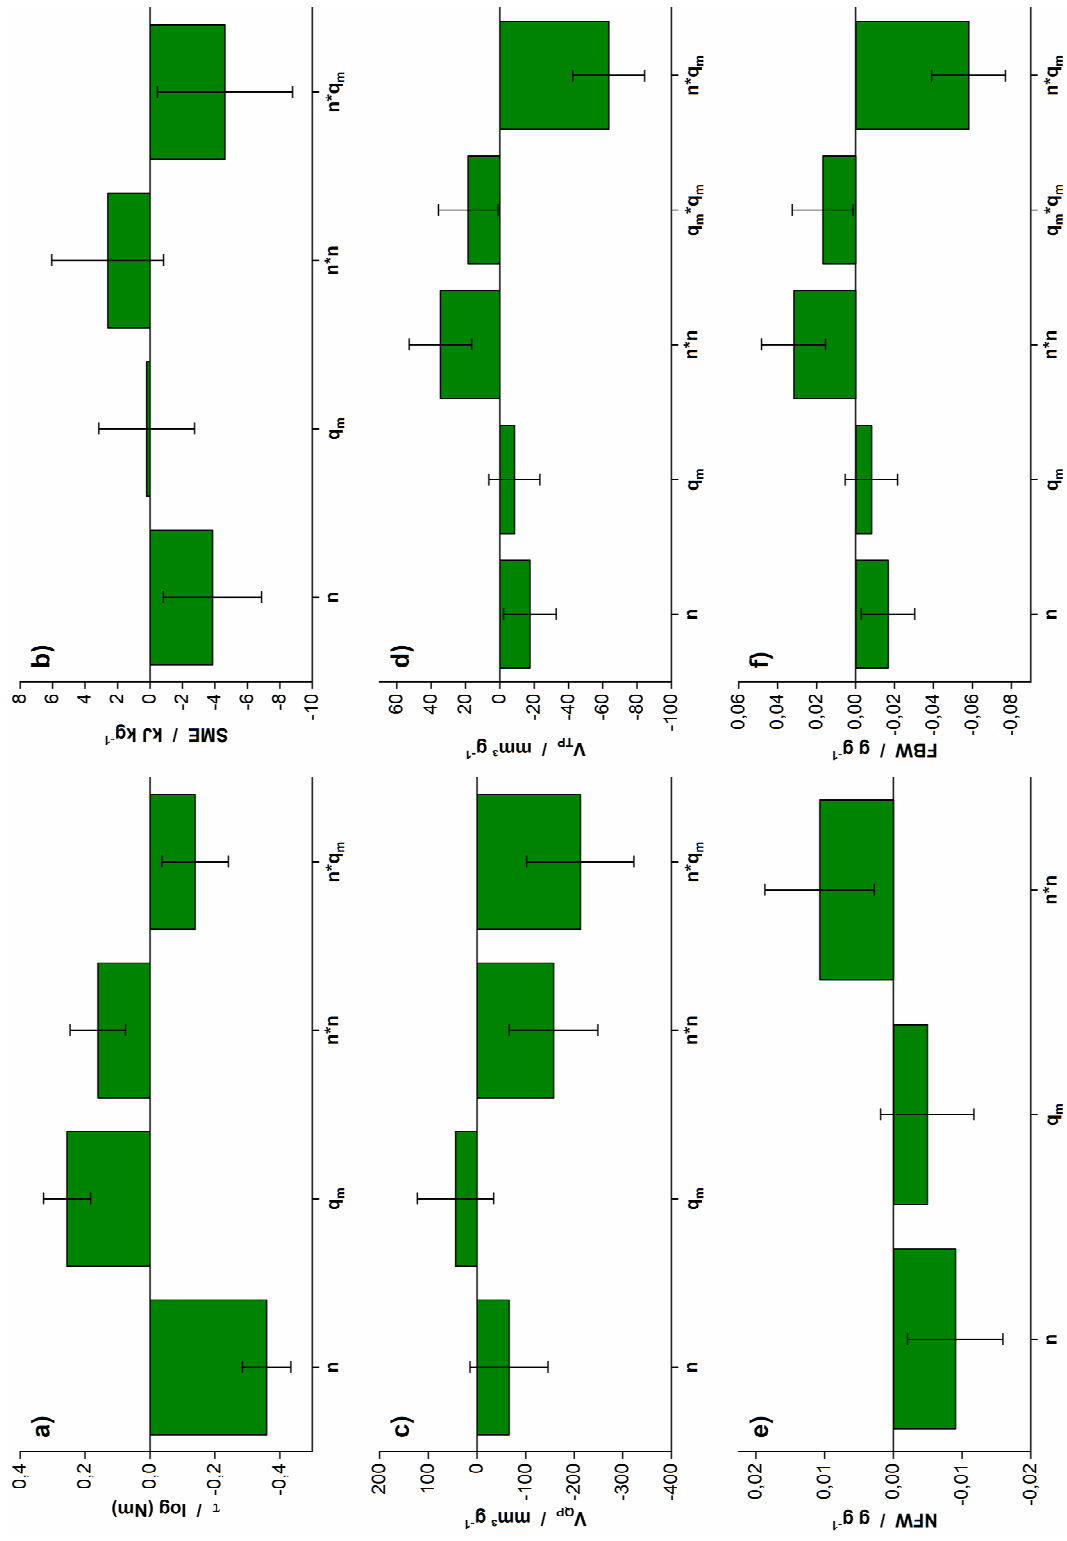 a)
τ / log (Nm)
0,4
0,2
0,0
-0,2
-0,4
n
qm
n*n
n*qm
b)
SME / kJ kg-1
8
6
4
2
0
-2
-4
-6
-8
-10
n
qm
n*n
n*qm
c)
VQP / mm³ g-1
200
100
0
-100
-200
-300
-400
n
qm
n*n
n*qm
d)
VTP / mm³ g-1
60
40
20
0
-20
-40
-60
-80
-100
n
qm
n*n
qm*qm
n*qm
e)
NFW / g g-1
0,02
0,01
0,00
-0,01
-0,02
n
qm
n*n
f)
FBW / g g-1
0,06
0,04
0,02
0,00
-0,02
-0,04
-0,06
-0,08
n
qm
n*n
qm*qm
n*qm